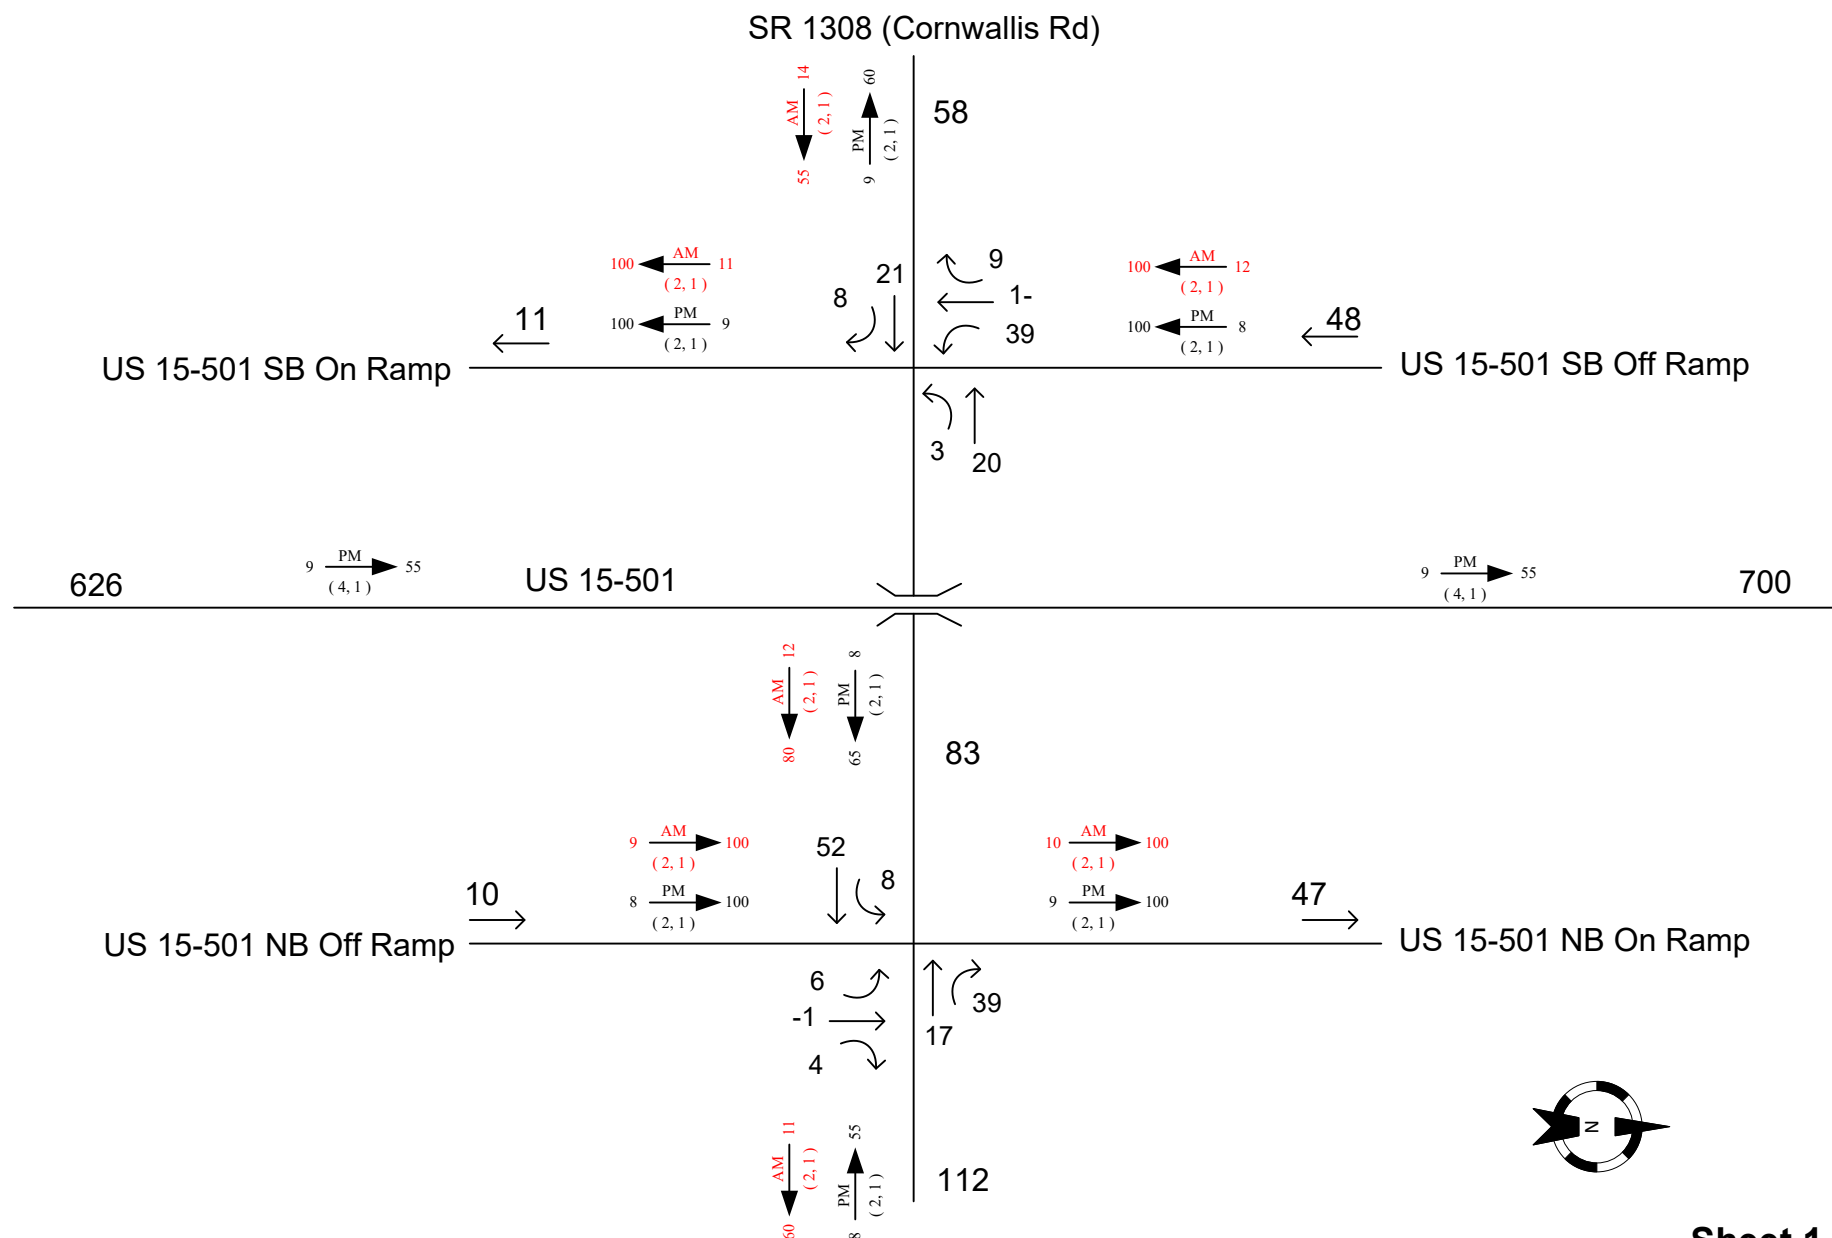 SR 1308 (Cornwallis Rd)
14
AM
( 2, 1 )
55
60
PM
( 2, 1 )
9
58
100
AM
11
( 2, 1 )
100
PM
9
( 2, 1 )
11
8
21
9
1-
39
100
AM
12
( 2, 1 )
100
PM
8
( 2, 1 )
48
US 15-501 SB On Ramp
US 15-501 SB Off Ramp
3
20
626
9
PM
55
( 4, 1 )
US 15-501
9
PM
55
( 4, 1 )
700
12
AM
( 2, 1 )
80
8
PM
( 2, 1 )
65
83
9
AM
100
( 2, 1 )
8
PM
100
( 2, 1 )
10
52
8
10
AM
100
( 2, 1 )
9
PM
100
( 2, 1 )
47
US 15-501 NB Off Ramp
US 15-501 NB On Ramp
6
-1
4
17
39
N
11
AM
( 2, 1 )
60
55
PM
( 2, 1 )
8
112
Sheet 1